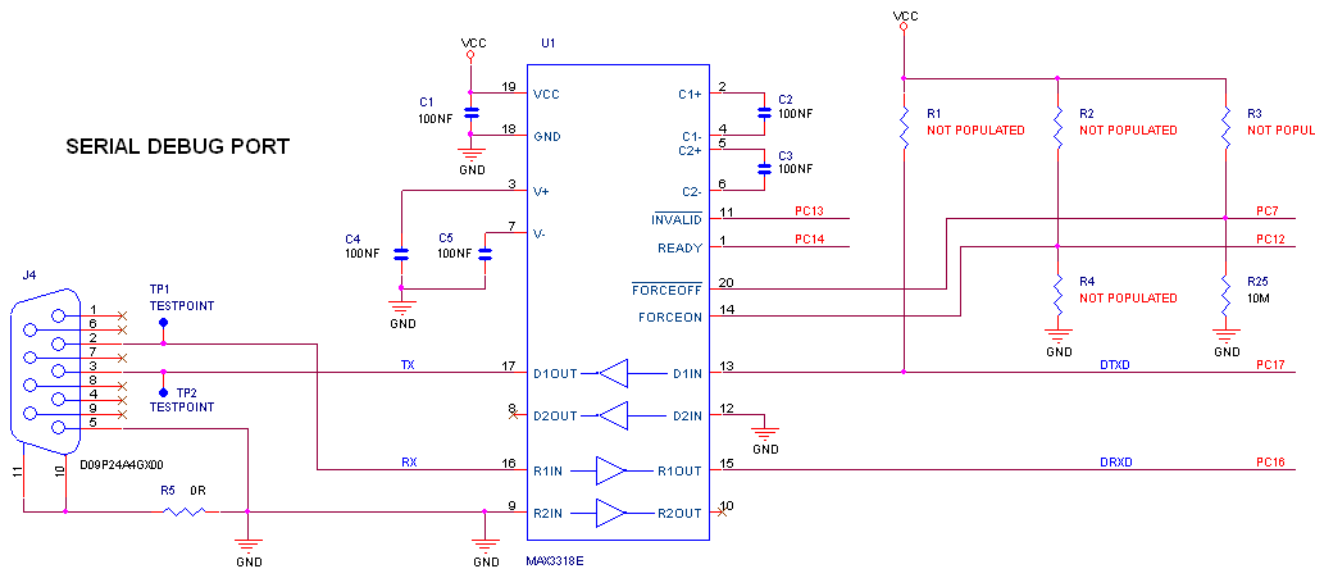 SERIAL DEBUG PORT
VCC
C1
100NF
GND
C4
100NF
C5
100NF
GND
U1
19
VCC
18
GND
3
V+
7
V-
17
D1OUT
8
D2OUT
16
R1IN
9
R2IN
C1+
2
C1-
4
C2+
5
C2-
6
INVALID
11
READY
1
FORCEOFF
20
FORCEON
14
D1IN
13
D2IN
12
R1OUT
15
R2OUT
10
MAX3318E
C2
100NF
C3
100NF
PC13
PC14
VCC
R1
NOT POPULATED
R2
NOT POPULATED
R3
NOT POPUL
PC7
PC12
R4
NOT POPULATED
R25
10M
GND
GND
DTXD
PC17
GND
DRXD
PC16
J4
1
6
2
7
3
8
4
9
5
11
10
D09P24A4GX00
TP1
TESTPOINT
TP2
TESTPOINT
TX
RX
R5 0R
GND
GND